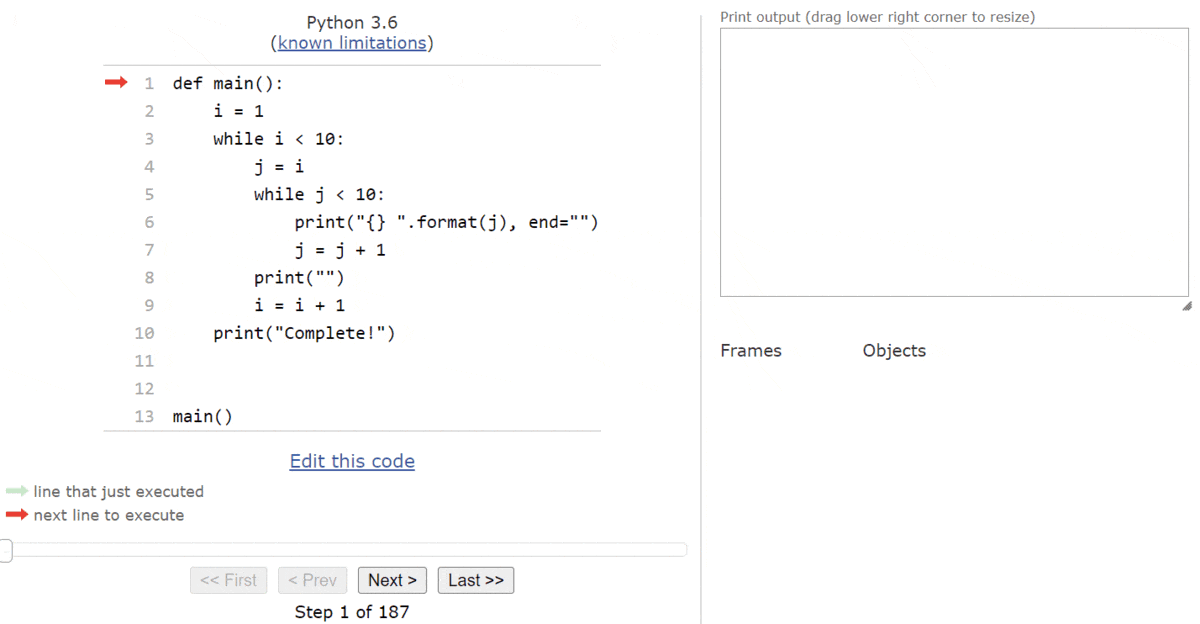 Python 3.6
(known limitations)
1 def main():
2     i = 1
3     while i < 10:
4         j = i
5         while j < 10:
6             print("{} ".format(j), end="")
7             j = j + 1
8         print("")
9         i = i + 1
10     print("Complete!")
11
12
13 main()
Edit this code
line that just executed
next line to execute
<< First < Prev Next > Last >>
Step 1 of 187
Print output (drag lower right corner to resize)
Frames Objects